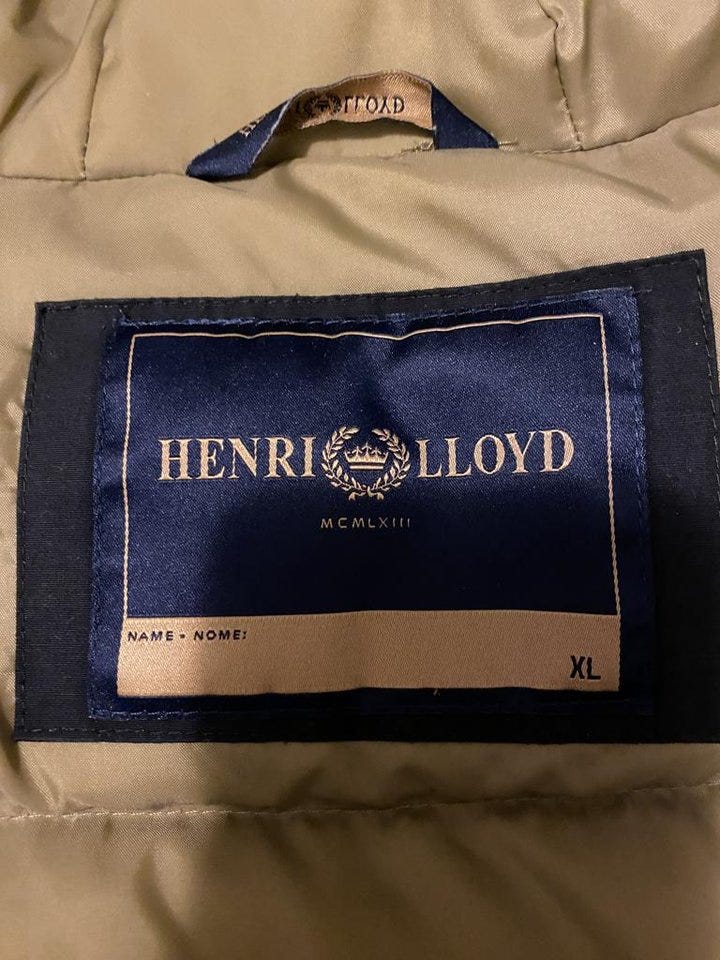 LLOYD
HENRI LLOYD
MCMLXIII
NAME - NOME:
XL